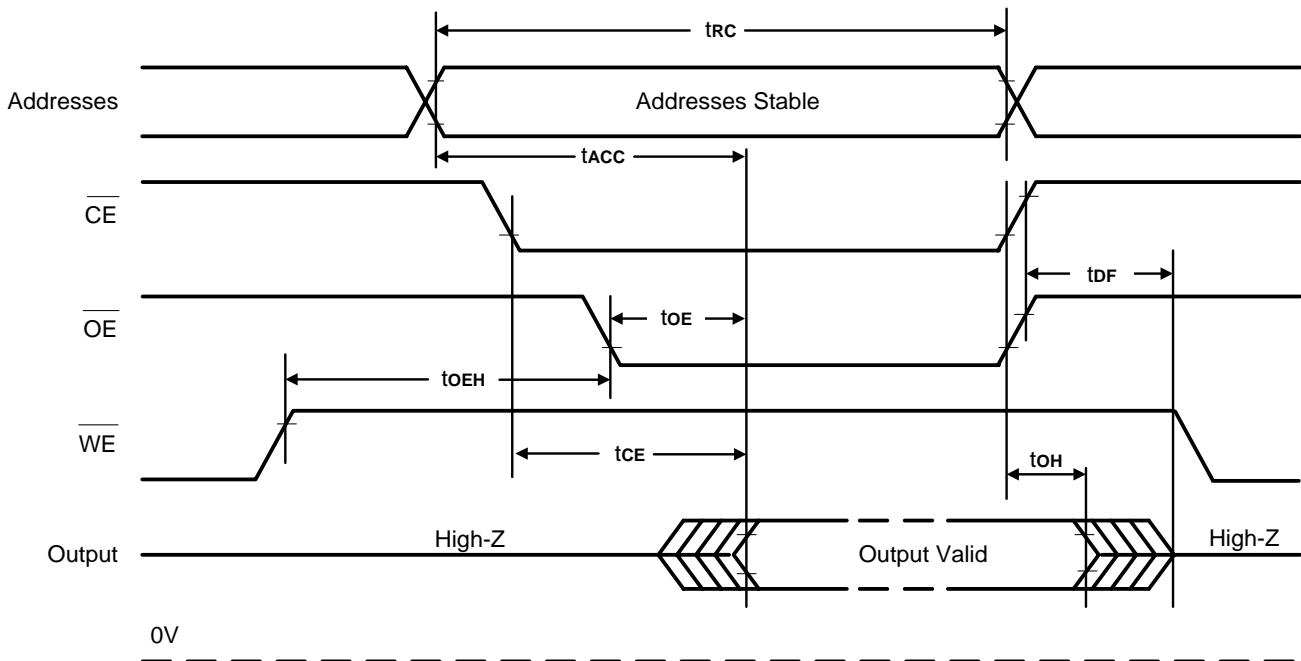 tRC
Addresses
Addresses Stable
tACC
CE
tDF
OE
tOE
tOEH
WE
tCE
tOH
High-Z
Output
Output Valid
High-Z
0V